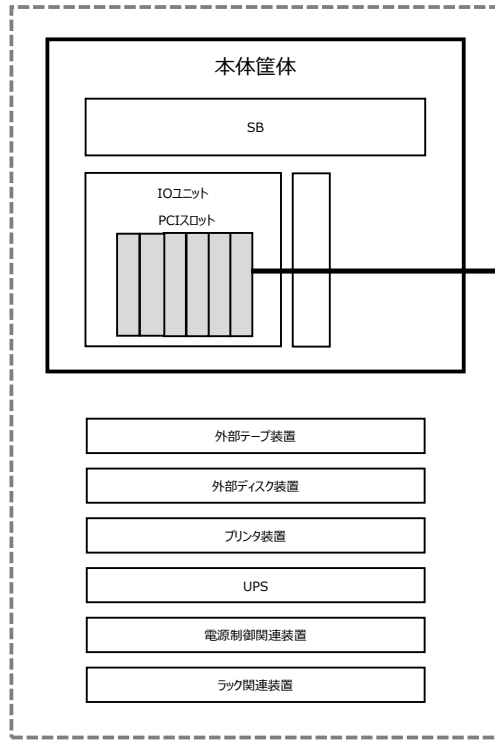 本体筐体
SB
IOユニット
PCIスロット
外部テープ装置
外部ディスク装置
プリンタ装置
UPS
電源制御関連装置
ラック関連装置